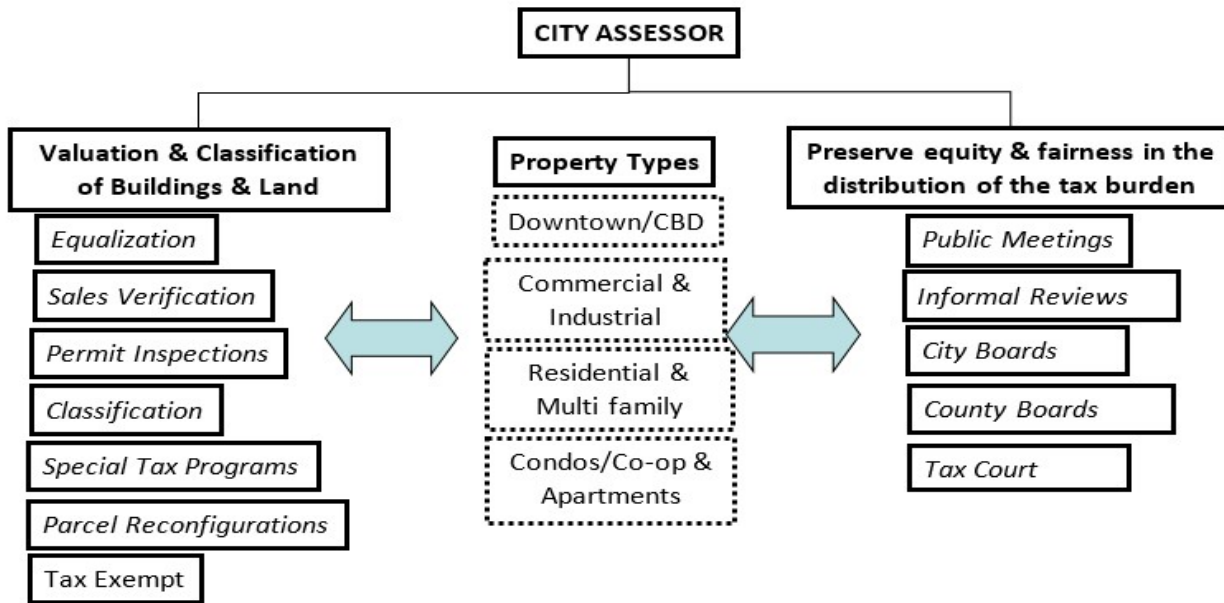 CITY ASSESSOR
Valuation & Classification
of Buildings & Land
Equalization
Sales Verification
Permit Inspections
Classification
Special Tax Programs
Parcel Reconfigurations
Tax Exempt
Property Types
Downtown/CBD
Commercial &
Industrial
Residential &
Multi family
Condos/Co-op &
Apartments
Preserve equity & fairness in the
distribution of the tax burden
Public Meetings
Informal Reviews
City Boards
County Boards
Tax Court